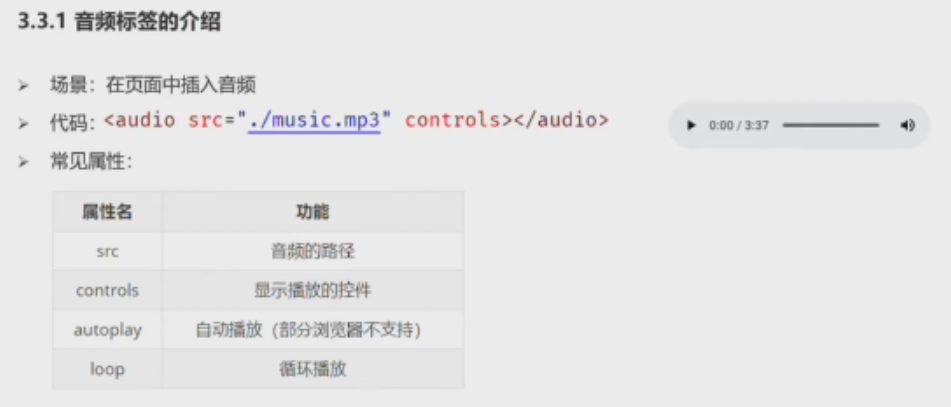 3.3.1 音频标签的介绍
➢ 场景：在页面中插入音频
➢ 代码：<audio src="./music.mp3" controls></audio>
0:00 / 3:37
➢ 常见属性：
属性名 功能
src 音频的路径
controls 显示播放的控件
autoplay 自动播放（部分浏览器不支持）
loop 循环播放